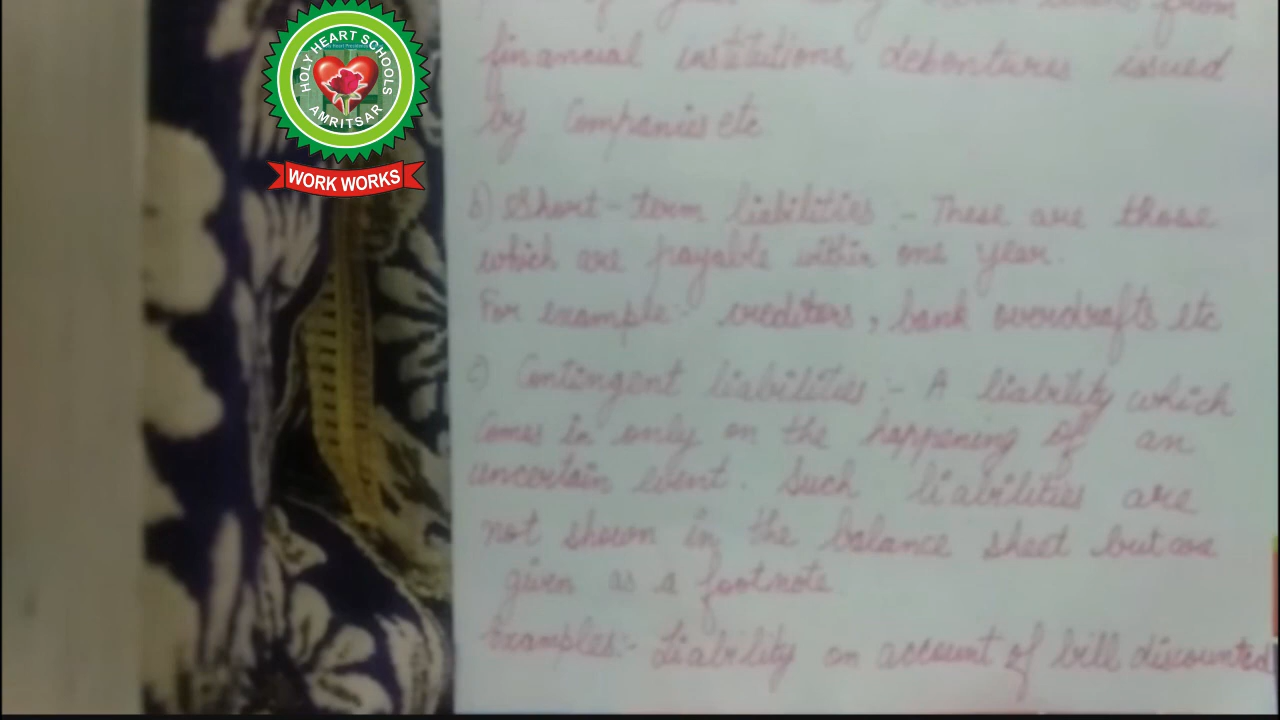 HOLY HEART SCHOOLS
AMRITSAR
WORK WORKS
from
financial institutions, debentures issued
by Companies etc
b) Short-term liabilities - These are those
which are payable within one year.
For example:- creditors, bank overdrafts etc
c) Contingent liabilities :- A liability which
comes in only on the happening of an
uncertain event. Such liabilities are
not shown in the balance sheet but are
given as a footnote
Examples:- Liability on account of bill discounted